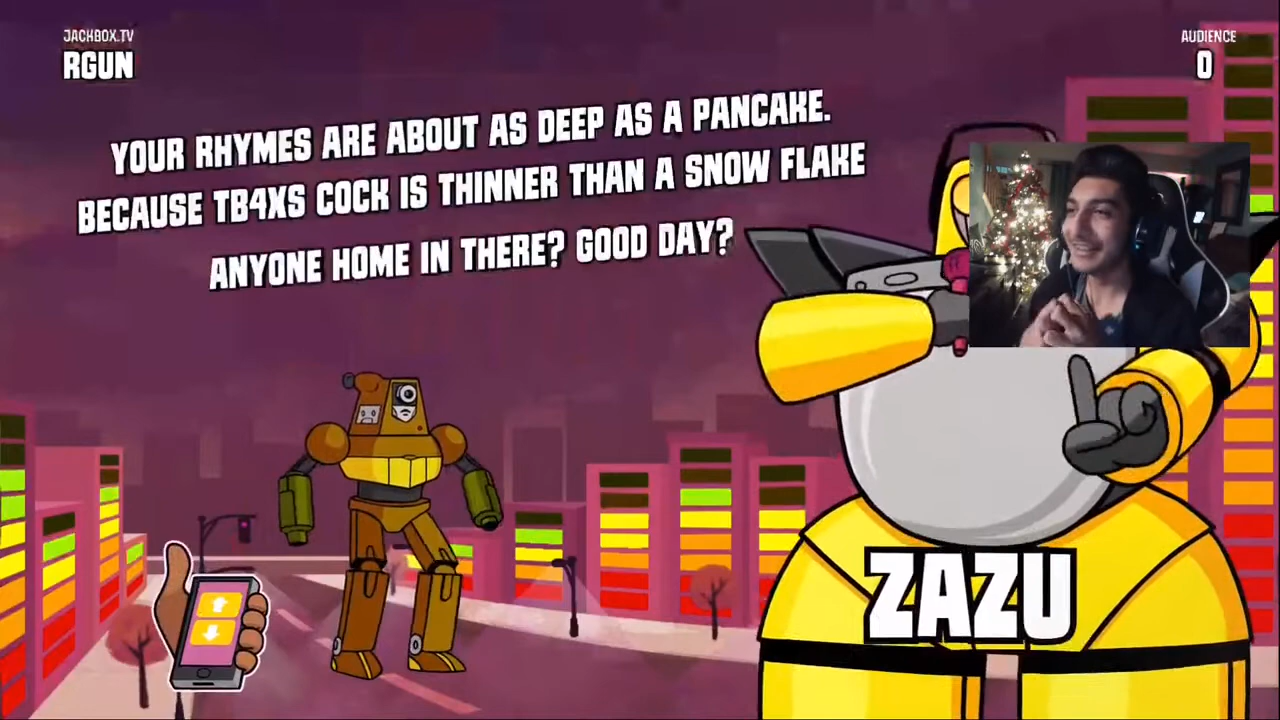 JACKBOX.TV
RGUN
AUDIENCE
0
YOUR RHYMES ARE ABOUT AS DEEP AS A PANCAKE.
BECAUSE TB4XS COCK IS THINNER THAN A SNOW FLAKE
ANYONE HOME IN THERE? GOOD DAY?
ZAZU